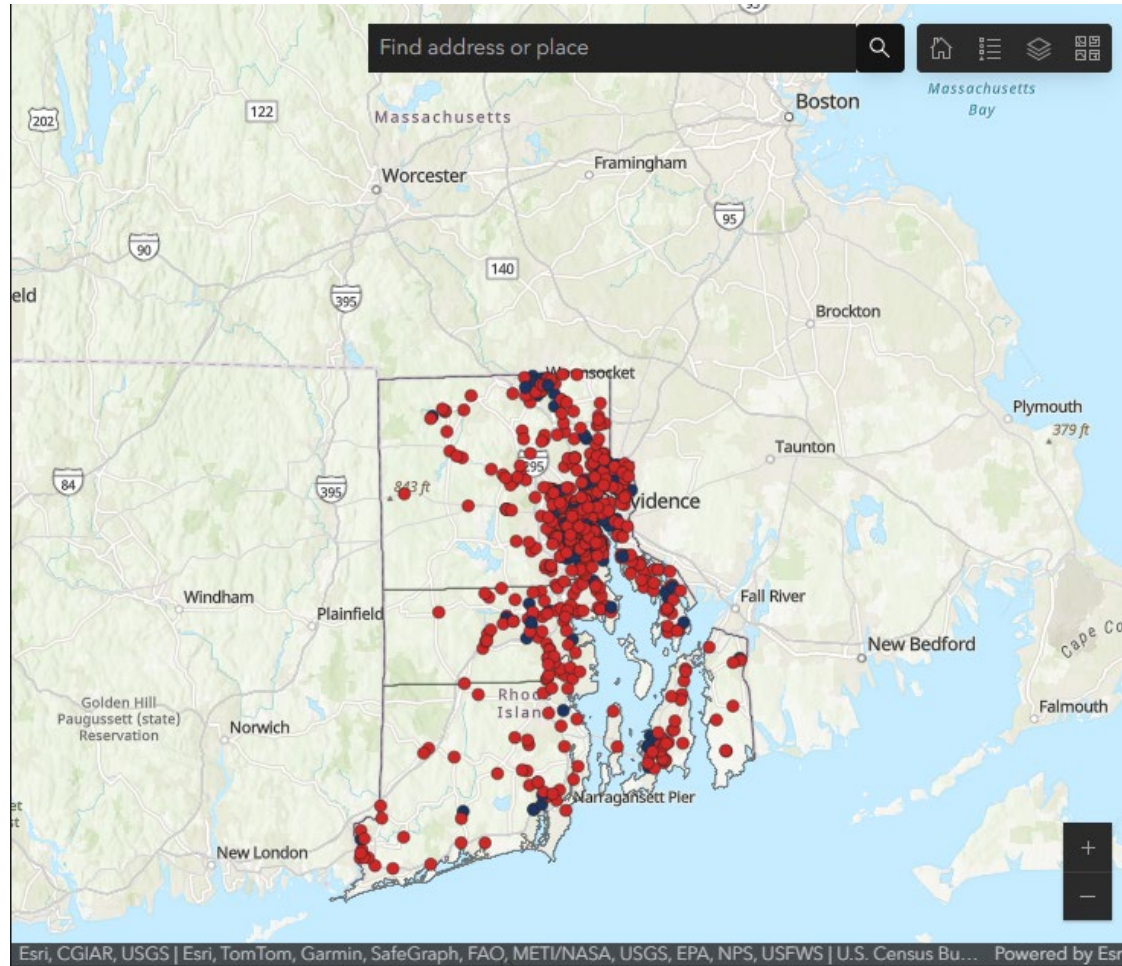 Find address or place
Massachusetts
Bay
Boston
202
122
Massachusetts
Framingham
Worcester
95
90
140
eld
395
Brockton
Woonsocket
Plymouth
379 ft
Taunton
84
395
843 ft
295
vidence
Windham
Plainfield
Fall River
New Bedford
Cape Co
Golden Hill
Paugussett (state)
Reservation
Norwich
Rhode
Island
Falmouth
Narragansett Pier
New London
+
−
Esri, CGIAR, USGS | Esri, TomTom, Garmin, SafeGraph, FAO, METI/NASA, USGS, EPA, NPS, USFWS | U.S. Census Bu... Powered by Esr